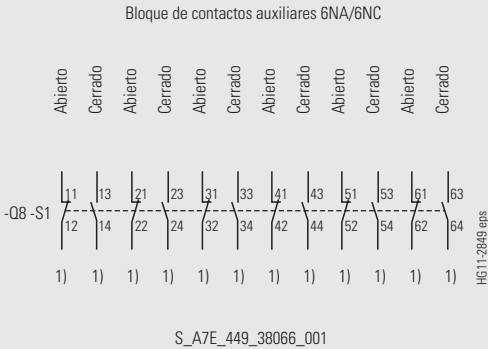 Bloque de contactos auxiliares 6NA/6NC
Abierto Cerrado Abierto Cerrado Abierto Cerrado Abierto Cerrado Abierto Cerrado Abierto Cerrado
11 13 21 23 31 33 41 43 51 53 61 63
-Q8 -S1
12 14 22 24 32 34 42 44 52 54 62 64
1) 1) 1) 1) 1) 1) 1) 1) 1) 1) 1) 1)
HG11-2849 eps
S_A7E_449_38066_001